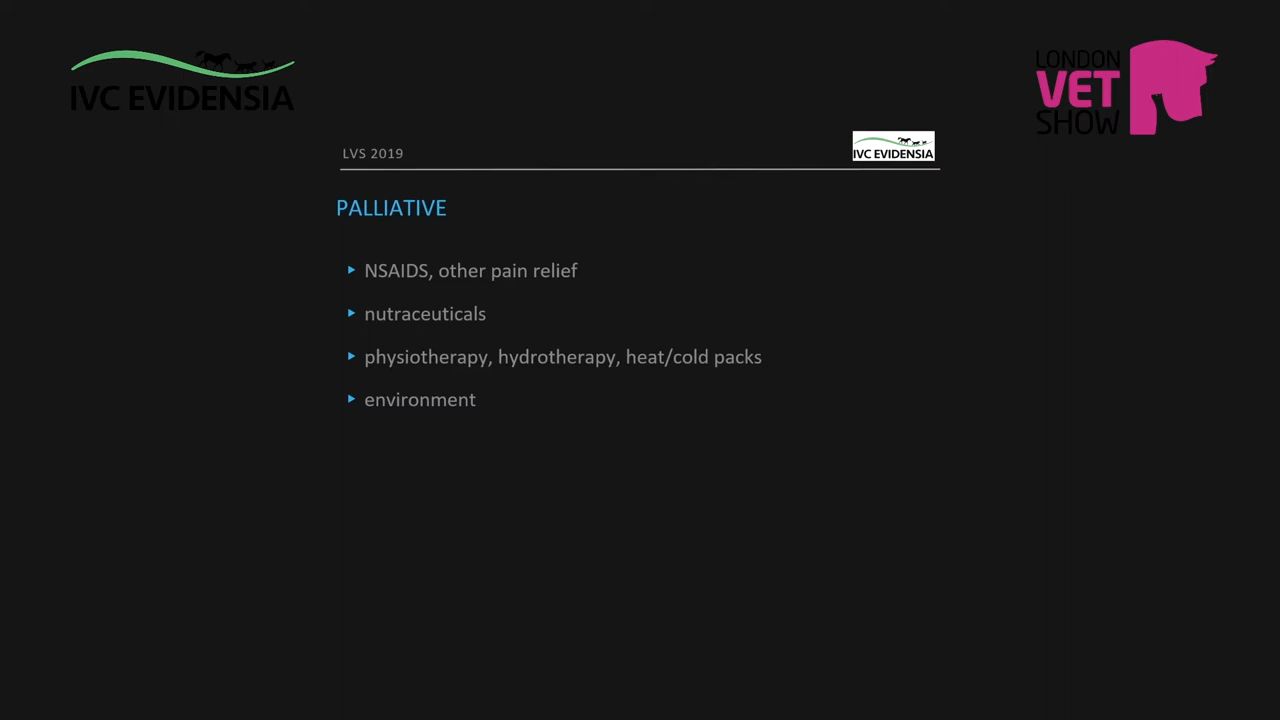 IVC EVIDENSIA
LONDON
VET
SHOW
LVS 2019
IVC EVIDENSIA
PALLIATIVE
NSAIDS, other pain relief
nutraceuticals
physiotherapy, hydrotherapy, heat/cold packs
environment